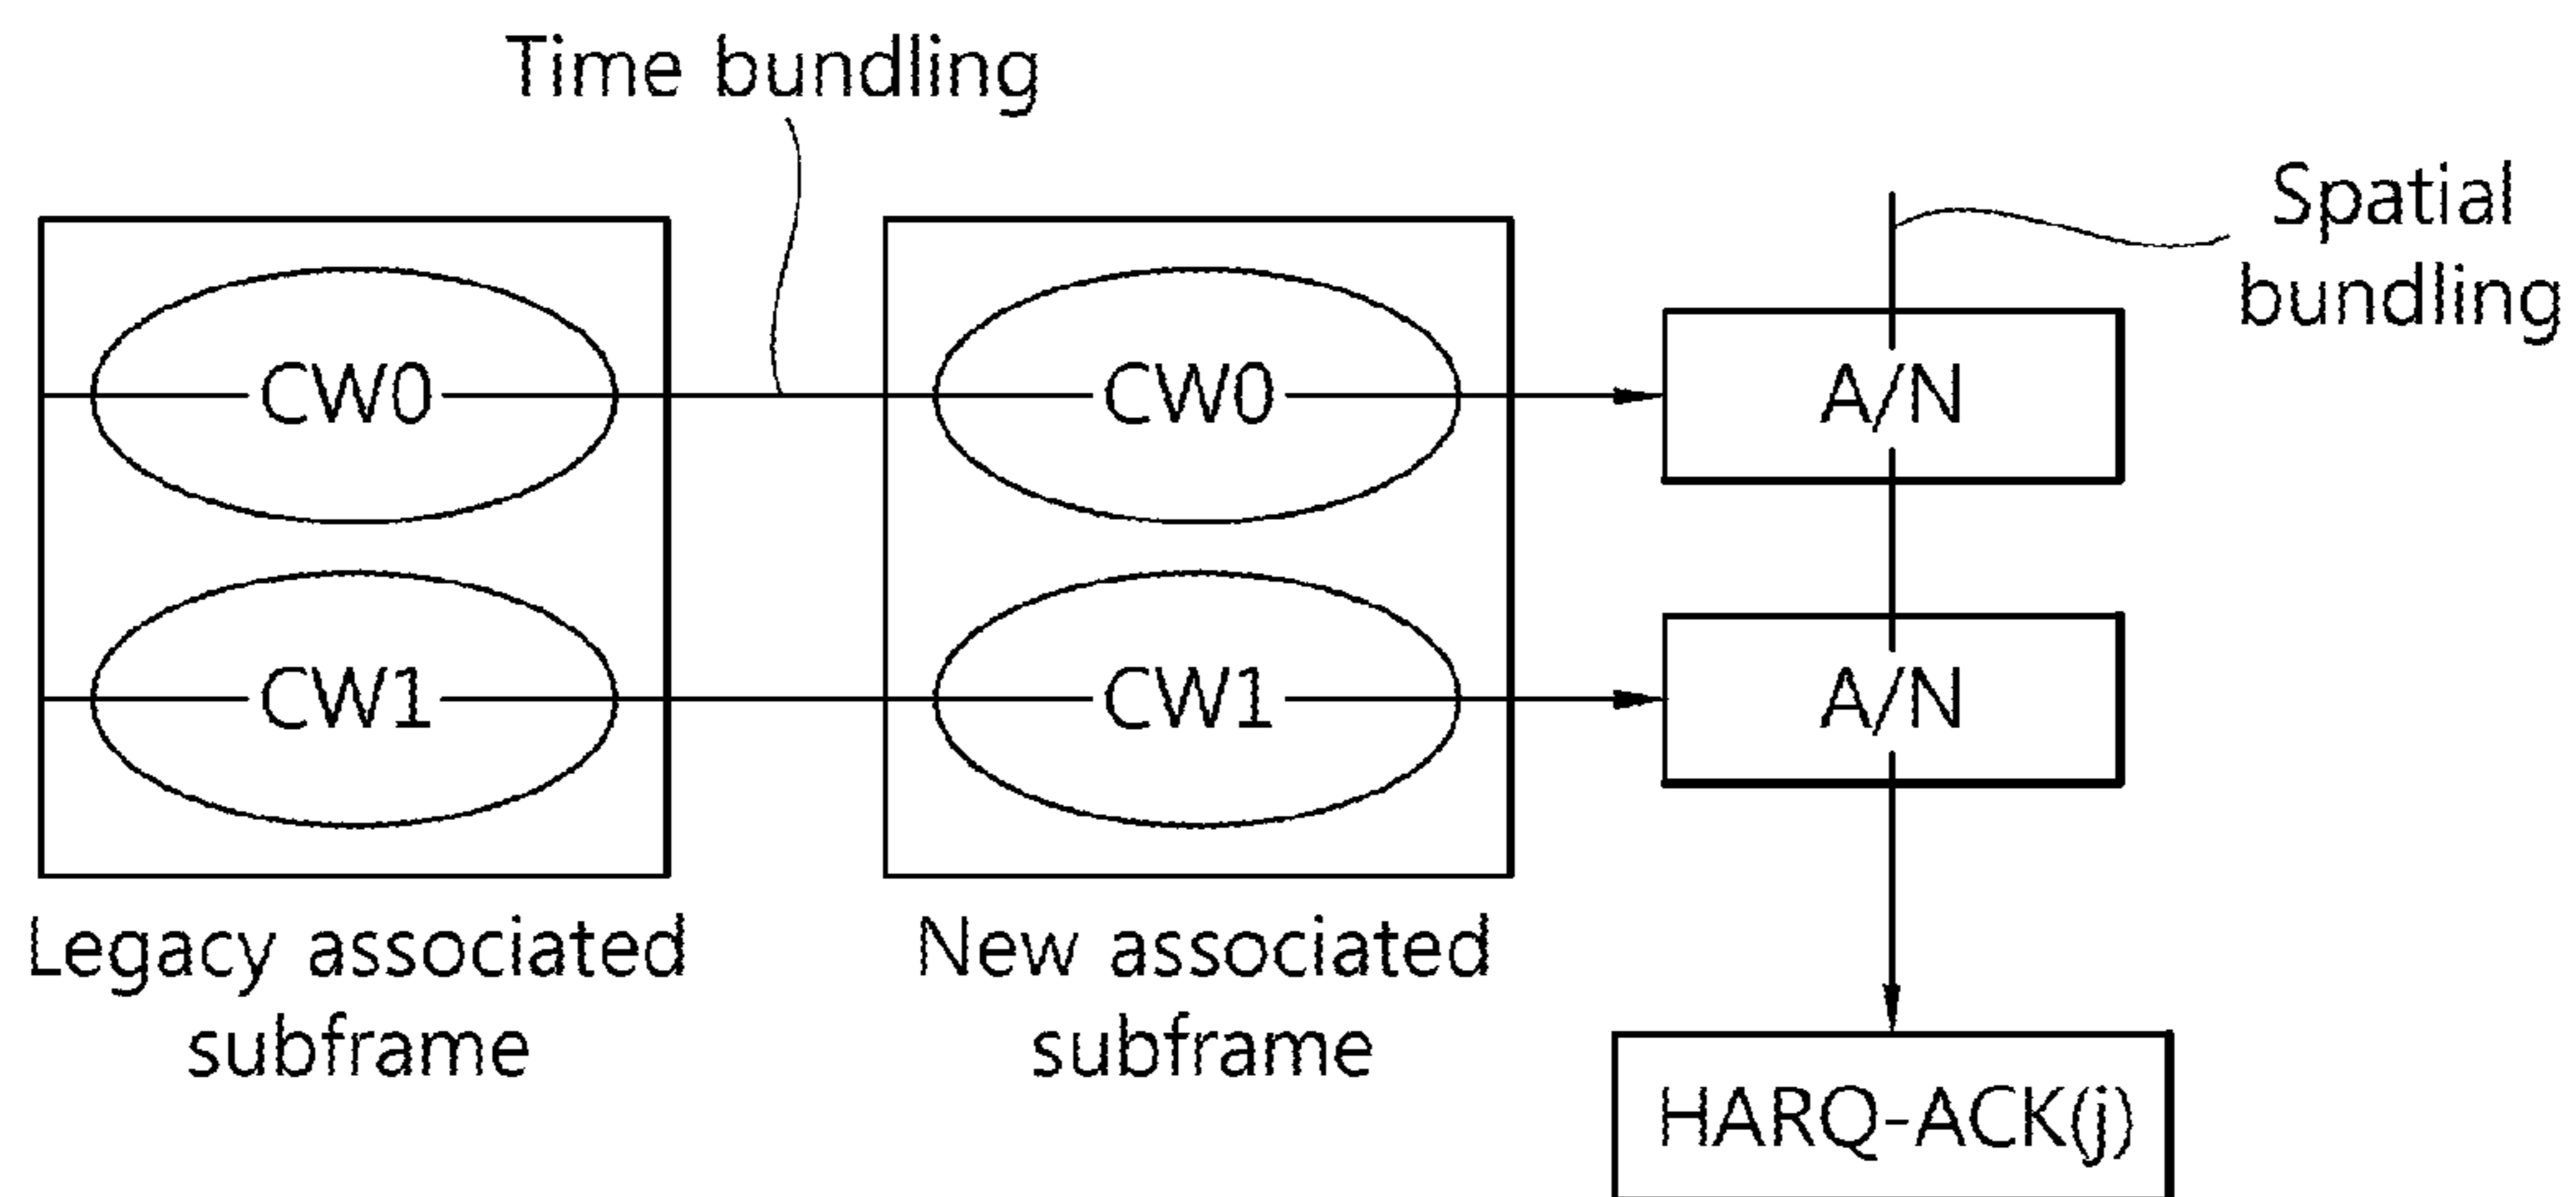 Time bundling
Spatial
bundling
CW0
CW0
A/N
CW1
CW1
A/N
Legacy associated
subframe
New associated
subframe
HARQ-ACK(j)